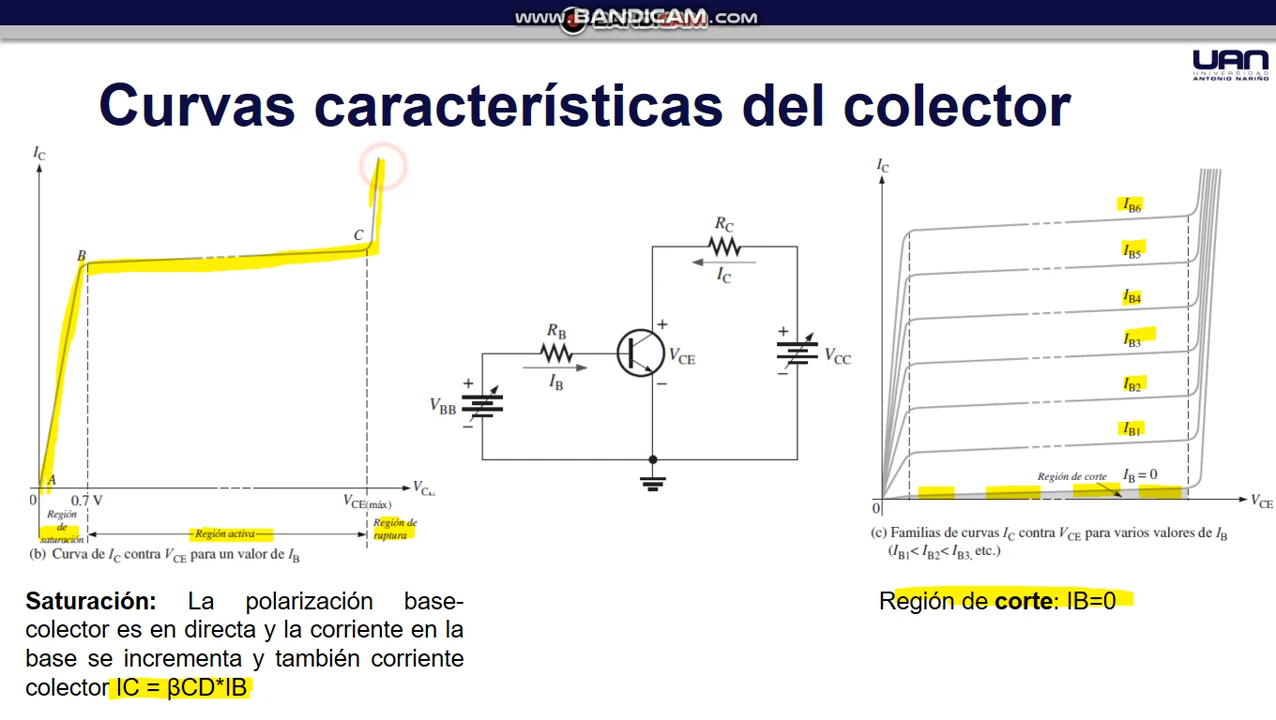 www.BANDICAM.com
UAN
UNIVERSIDAD
ANTONIO NARIÑO
Curvas características del colector
IC
B
C
A
0
0.7 V
VCE(máx)
Región
de
saturación
Región activa
Región de
ruptura
(b) Curva de IC contra VCE para un valor de IB
RC
IC
RB
IB
+
VCE
−
+
VBB
−
+
VCC
−
IC
IB6
IB5
IB4
IB3
IB2
IB1
Región de corte
IB = 0
0
VCE
(c) Familias de curvas IC contra VCE para varios valores de IB
(IB1< IB2< IB3, etc.)
Saturación: La polarización base-
colector es en directa y la corriente en la
base se incrementa y también corriente
colector IC = βCD*IB
Región de corte: IB=0